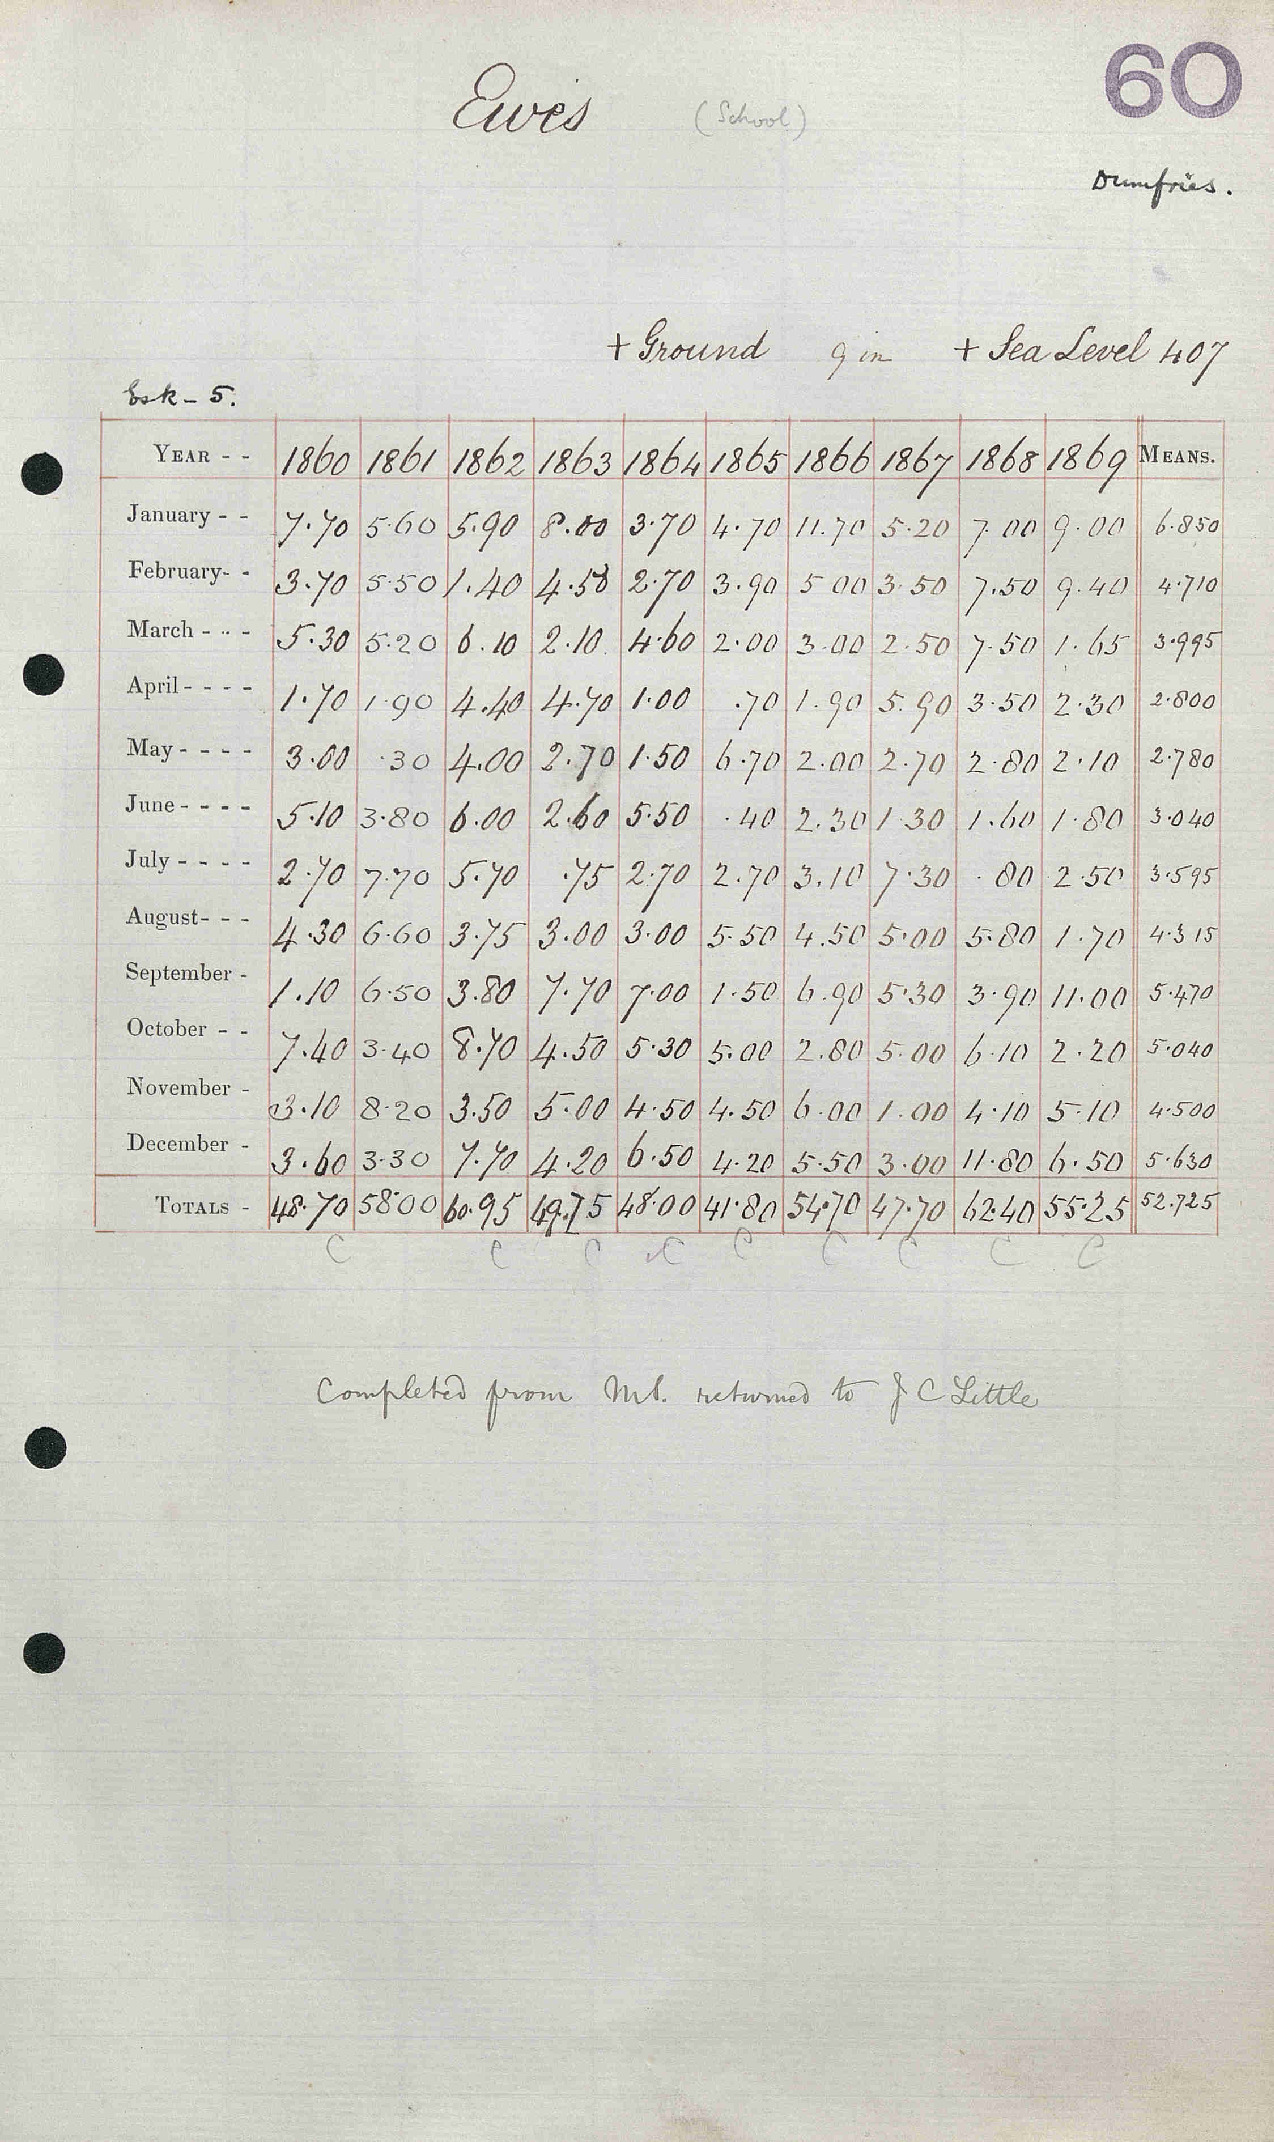 60
Ewes (School)
Dumfries.
+ Ground 9 in + Sea Level 407
Esk - 5.
YEAR - - 1860 1861 1862 1863 1864 1865 1866 1867 1868 1869 MEANS.
January - - 7.70 5.60 5.90 8.00 3.70 4.70 11.70 5.20 7.00 9.00 6.850
February- - 3.70 5.50 1.40 4.50 2.70 3.90 5 00 3.50 7.50 9.40 4.710
March - - - 5.30 5.20 6.10 2.10 4.60 2.00 3.00 2.50 7.50 1.65 3.995
April - - - - 1.70 1.90 4.40 4.70 1.00 .70 1.90 5.90 3.50 2.30 2.800
May - - - - 3.00 .30 4.00 2.70 1.50 6.70 2.00 2.70 2.80 2.10 2.780
June - - - - 5.10 3.80 6.00 2.60 5.50 .40 2.30 1.30 1.60 1.80 3.040
July - - - - 2.70 7.70 5.70 .75 2.70 2.70 3.10 7.30 .80 2.50 3.595
August- - - 4.30 6.60 3.75 3.00 3.00 5.50 4.50 5.00 5.80 1.70 4.315
September - 1.10 6.50 3.80 7.70 7.00 1.50 6.90 5.30 3.90 11.00 5.470
October - - 7.40 3.40 8.70 4.50 5.30 5.00 2.80 5.00 6.10 2.20 5.040
November - 3.10 8.20 3.50 5.00 4.50 4.50 6.00 1.00 4.10 5.10 4.500
December - 3.60 3.30 7.70 4.20 6.50 4.20 5.50 3.00 11.80 6.50 5.630
TOTALS - 48.70 58.00 60.95 49.75 48.00 41.80 54.70 47.70 62.40 55.25 52.725
C C C C C C C C C
Completed from MS. returned to J C Little